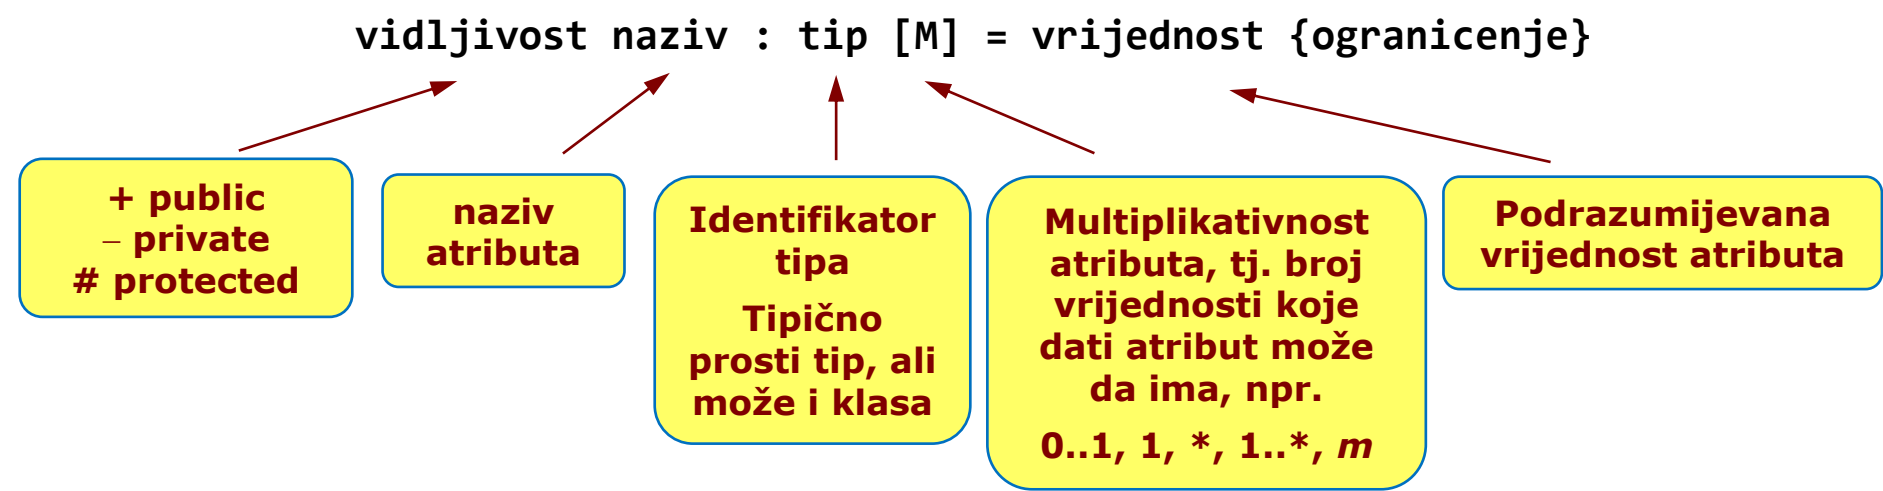 vidljivost naziv : tip [M] = vrijednost {ogranicenje}
+ public
– private
# protected
naziv
atributa
Identifikator
tipa
Tipično
prosti tip, ali
može i klasa
Multiplikativnost
atributa, tj. broj
vrijednosti koje
dati atribut može
da ima, npr.
0..1, 1, *, 1..*, m
Podrazumijevana
vrijednost atributa